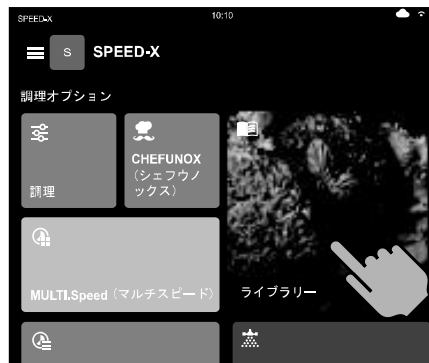 SPEED-X
10:10
S
SPEED-X
調理オプション
調理
CHEFUNOX
(シェフウノ
ックス)
MULTI.Speed (マルチスピード)
ライブラリー